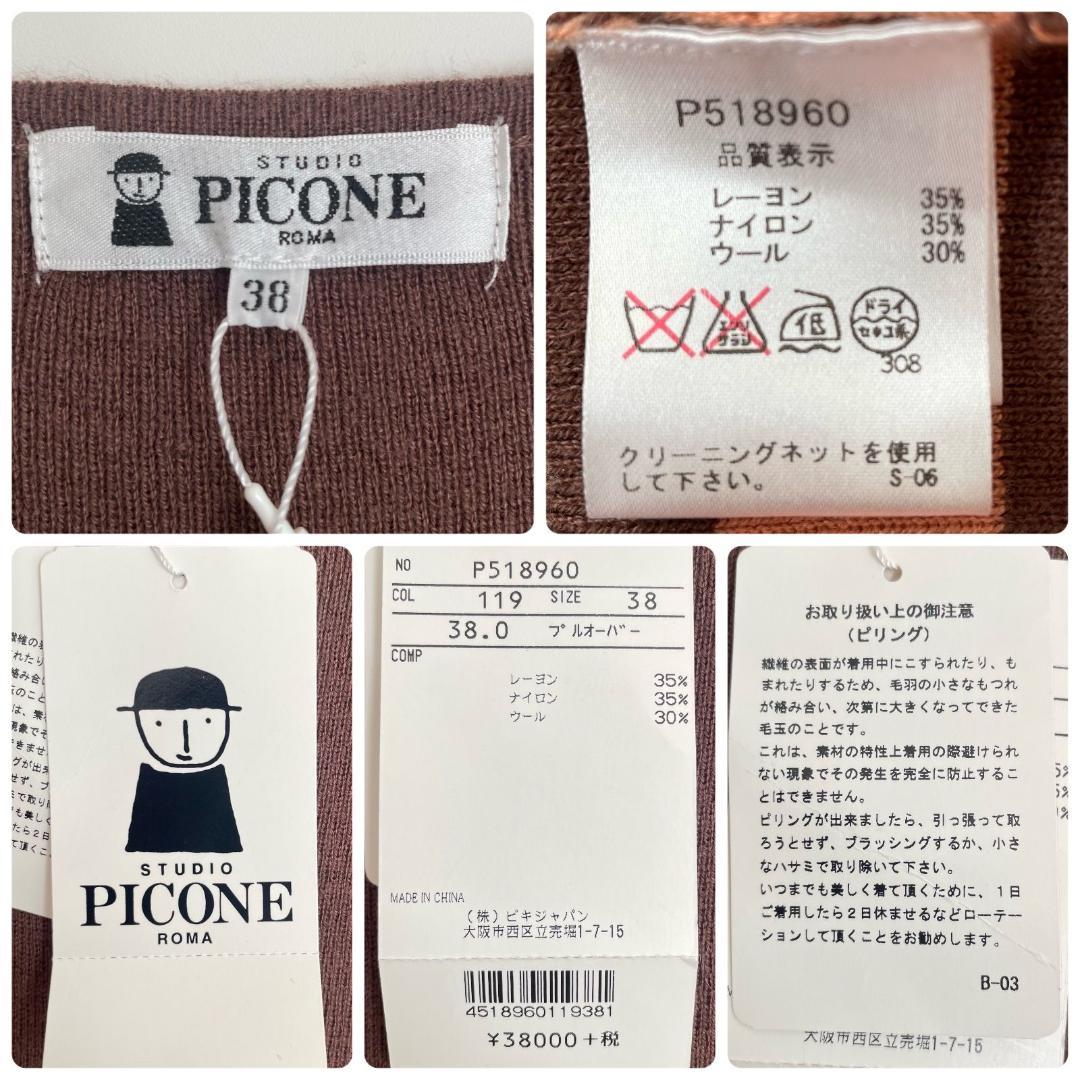 STUDIO
PICONE
ROMA
38
P518960
品質表示
レーヨン 35%
ナイロン 35%
ウール 30%
エンソ
サラン
低
ドライ
セキユ系
308
クリーニングネットを使用
して下さい。
S-06
STUDIO
PICONE
ROMA
NO P518960
COL 119 SIZE 38
38.0 プルオーバー
COMP
レーヨン 35%
ナイロン 35%
ウール 30%
MADE IN CHINA
(株)ビキジャパン
大阪市西区立売堀1-7-15
4518960119381
¥38000+税
お取り扱い上の御注意
(ピリング)
繊維の表面が着用中にこすられたり、も
まれたりするため、毛羽の小さなもつれ
が絡み合い、次第に大きくなってできた
毛玉のことです。
これは、素材の特性上着用の際避けられ
ない現象でその発生を完全に防止するこ
とはできません。
ピリングが出来ましたら、引っ張って取
ろうとせず、ブラッシングするか、小さ
なハサミで取り除いて下さい。
いつまでも美しく着て頂くために、1日
ご着用したら2日休ませるなどローテー
ションして頂くことをお勧めします。
B-03
大阪市西区立売堀1-7-15